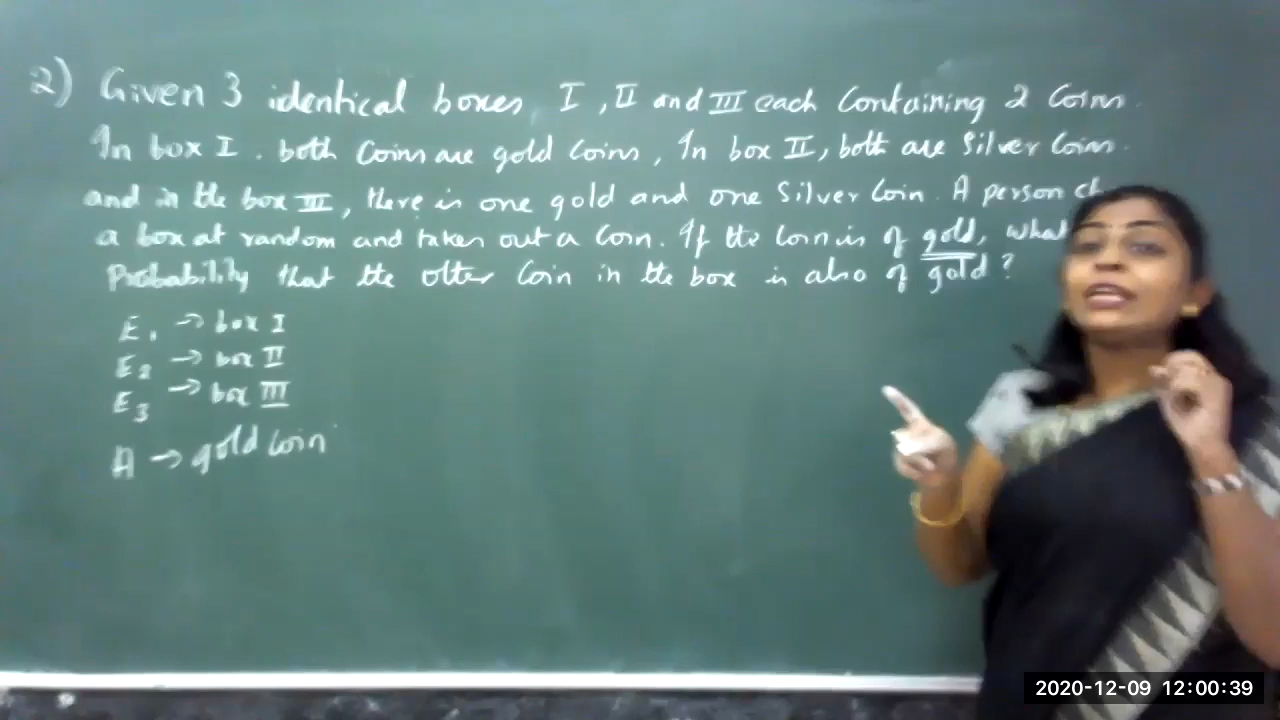 2) Given 3 identical boxes, I, II and III each containing 2 coins.
In box I, both coins are gold coins, In box II, both are silver coins
and in the box III, there is one gold and one silver coin. A person
a box at random and takes out a coin. If the coin is of gold, what
Probability that the other coin in the box is also of gold?
E1 → box I
E2 → box II
E3 → box III
A → gold coin
2020-12-09 12:00:39